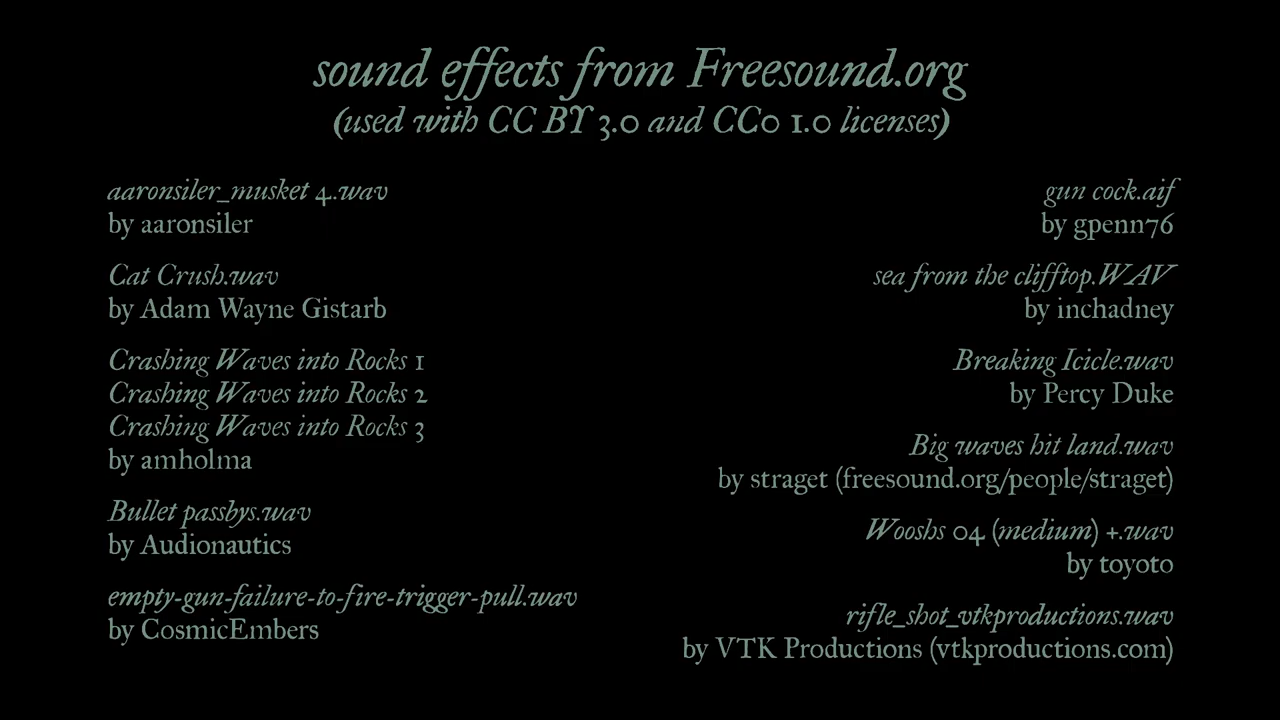 sound effects from Freesound.org
(used with CC BY 3.0 and CC0 1.0 licenses)
aaronsiler_musket 4.wav
by aaronsiler
Cat Crush.wav
by Adam Wayne Gistarb
Crashing Waves into Rocks 1
Crashing Waves into Rocks 2
Crashing Waves into Rocks 3
by amholma
Bullet passbys.wav
by Audionautics
empty-gun-failure-to-fire-trigger-pull.wav
by CosmicEmbers
gun cock.aif
by gpenn76
sea from the clifftop.WAV
by inchadney
Breaking Icicle.wav
by Percy Duke
Big waves hit land.wav
by straget (freesound.org/people/straget)
Wooshs 04 (medium) +.wav
by toyoto
rifle_shot_vtkproductions.wav
by VTK Productions (vtkproductions.com)